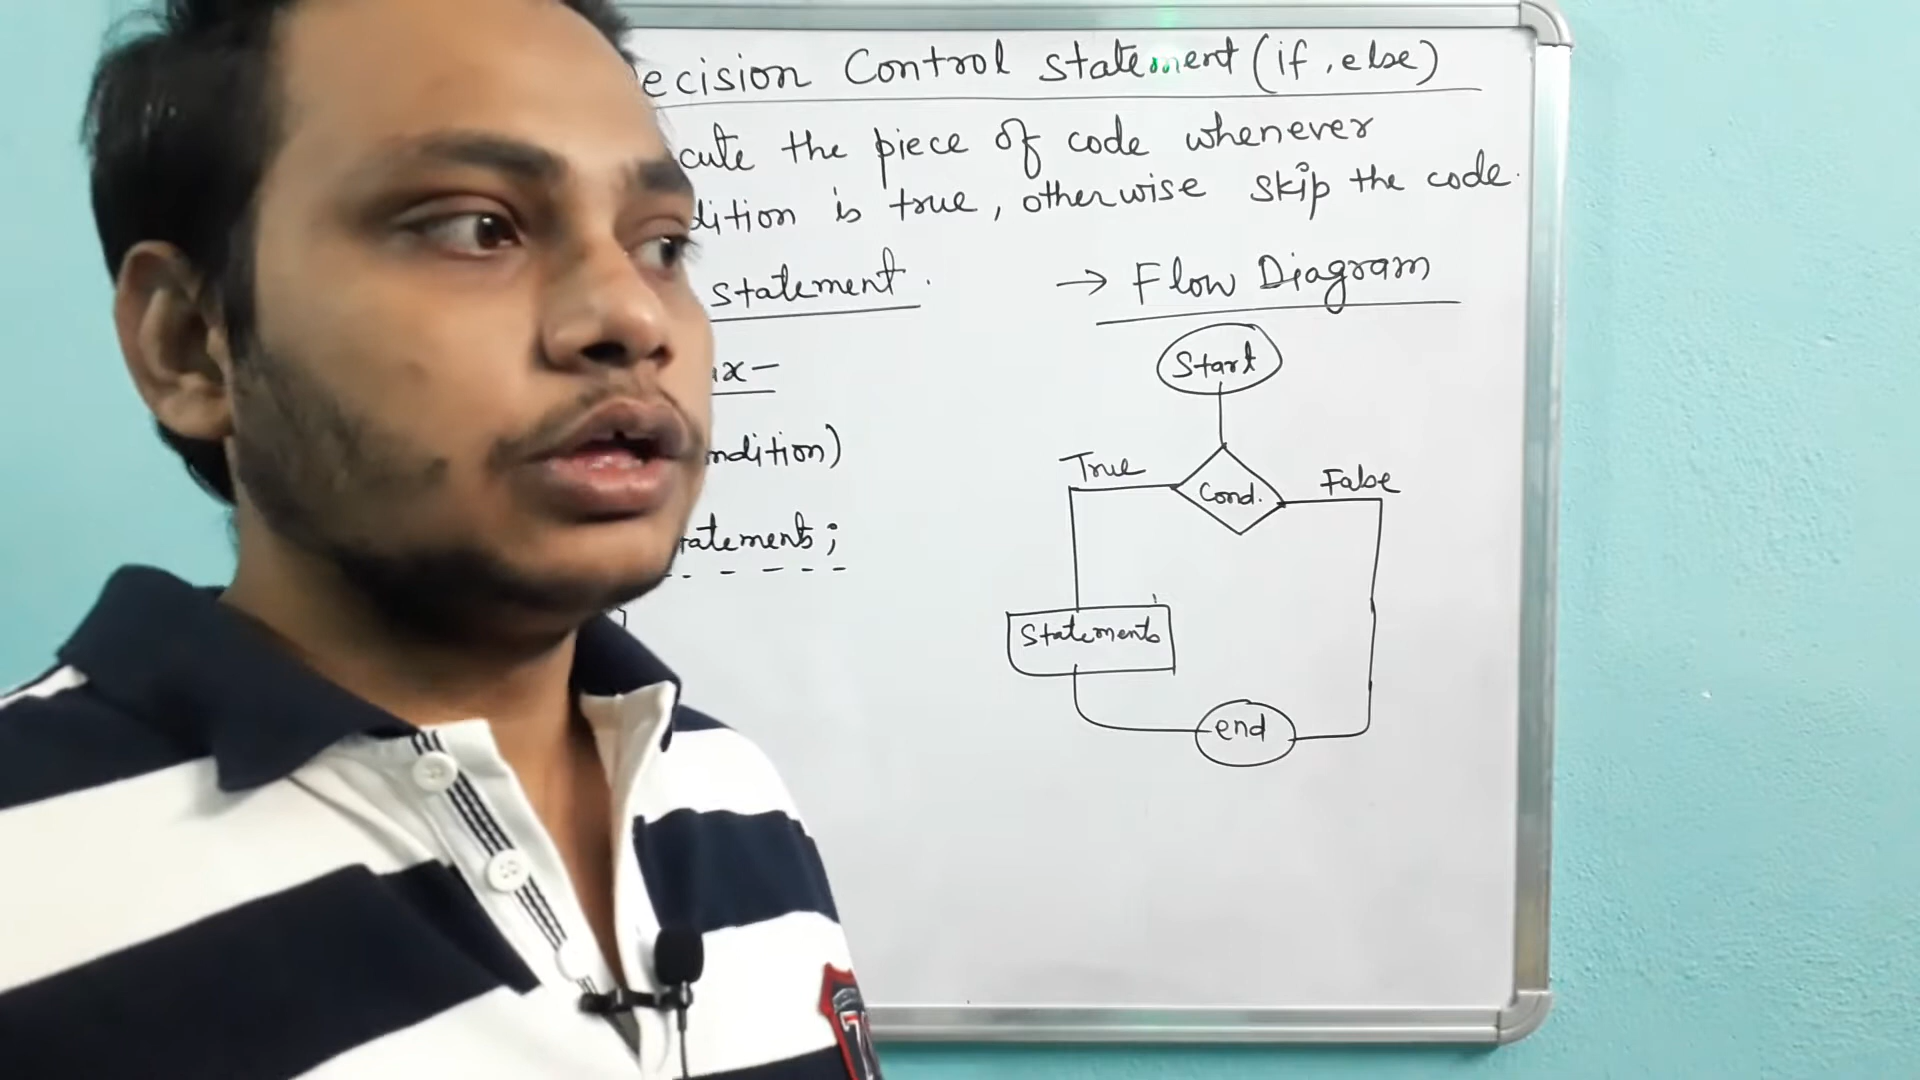 ecision Control statement (if, else)
cute the piece of code whenever
dition is true, otherwise skip the code.
statement.
→ Flow Diagram
x-
Start
ndition)
True
Cond.
False
atements;
Statements
end